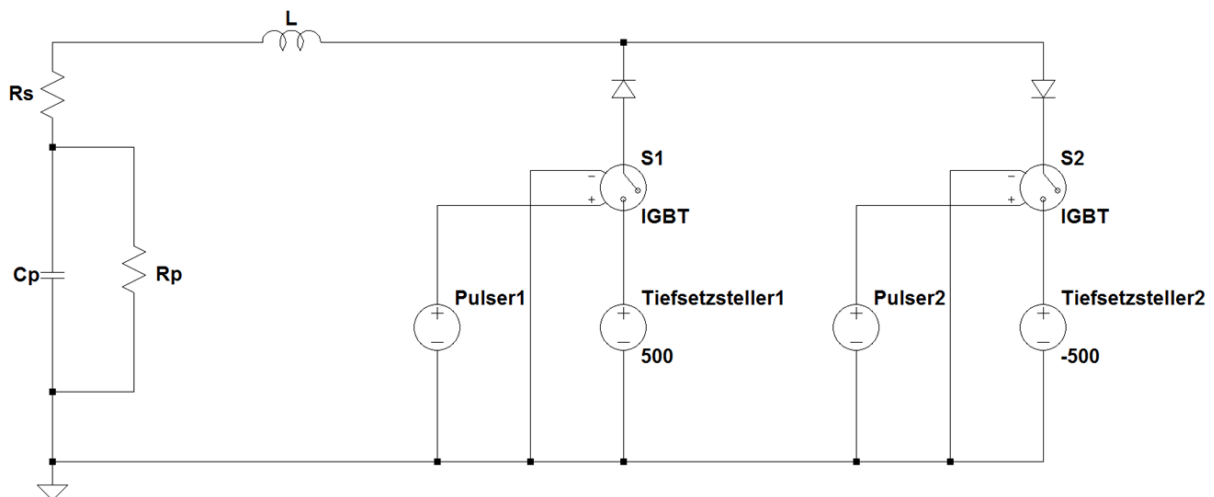 L
Rs
S1
S2
−
+
IGBT
−
+
IGBT
Cp
Rp
Pulser1
Tiefsetzsteller1
Pulser2
Tiefsetzsteller2
+
−
+
−
+
−
+
−
500
-500